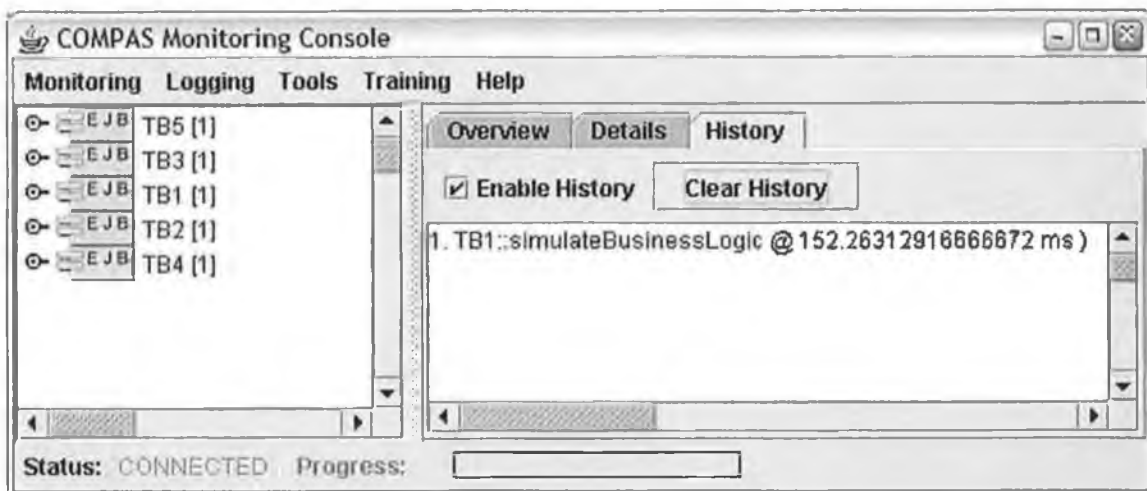 COMPAS Monitoring Console
Monitoring Logging Tools Training Help
EJB TB5 [1]
EJB TB3 [1]
EJB TB1 [1]
EJB TB2 [1]
EJB TB4 [1]
Overview Details History
Enable History Clear History
1. TB1::simulateBusinessLogic @ 152.26312916666672 ms )
Status: CONNECTED Progress: